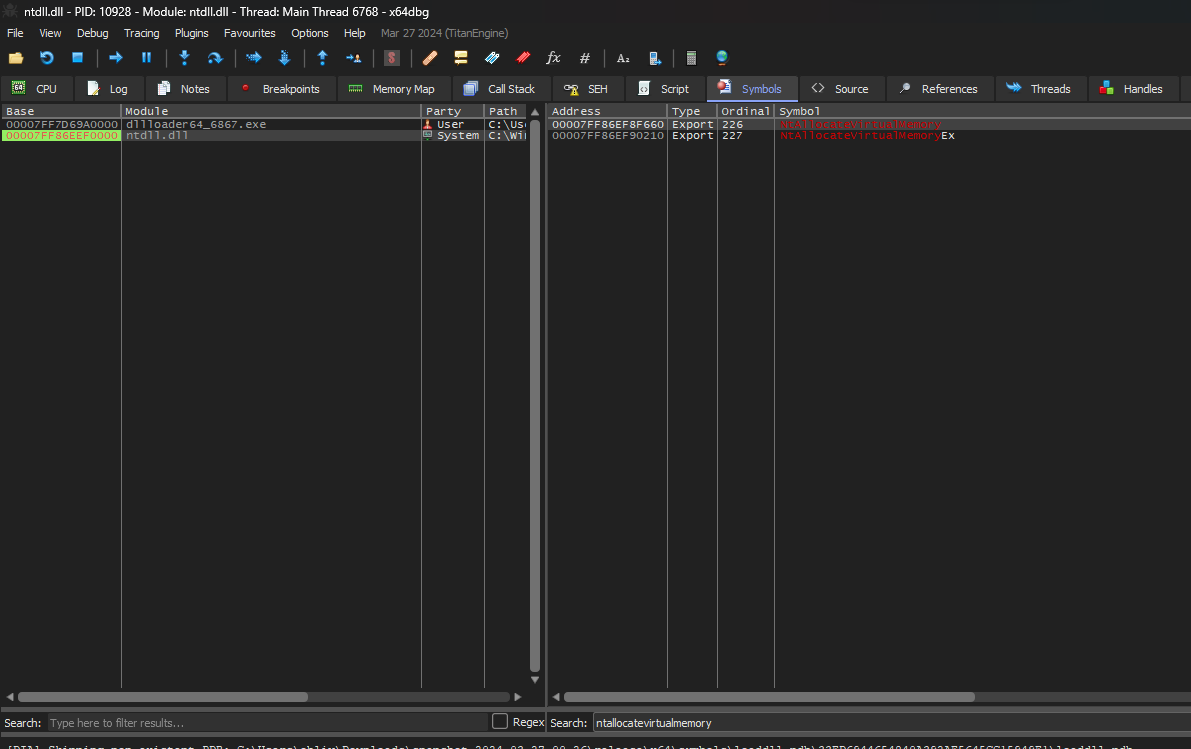 ntdll.dll - PID: 10928 - Module: ntdll.dll - Thread: Main Thread 6768 - x64dbg
File View Debug Tracing Plugins Favourites Options Help Mar 27 2024 (TitanEngine)
CPU Log Notes Breakpoints Memory Map Call Stack SEH Script Symbols Source References Threads Handles
Base Module Party Path Address Type Ordinal Symbol
00007FF7D69A0000 dllloader64_6867.exe User C:\Us 00007FF86EF8F660 Export 226 NtAllocateVirtualMemory
00007FF86EEF0000 ntdll.dll System C:\Wi 00007FF86EF90210 Export 227 NtAllocateVirtualMemoryEx
Search: Type here to filter results... Regex Search: ntallocatevirtualmemory